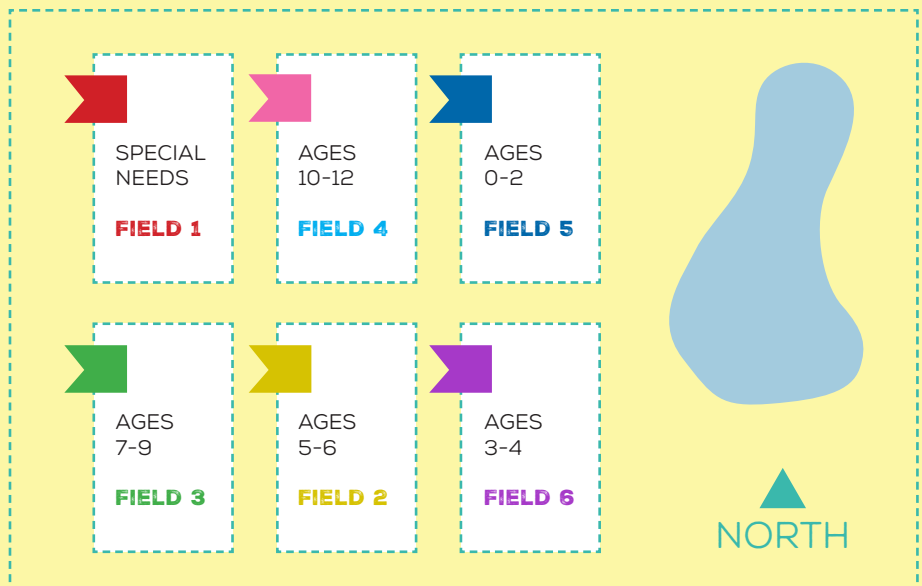 SPECIAL
NEEDS
FIELD 1
AGES
10-12
FIELD 4
AGES
0-2
FIELD 5
AGES
7-9
FIELD 3
AGES
5-6
FIELD 2
AGES
3-4
FIELD 6
NORTH